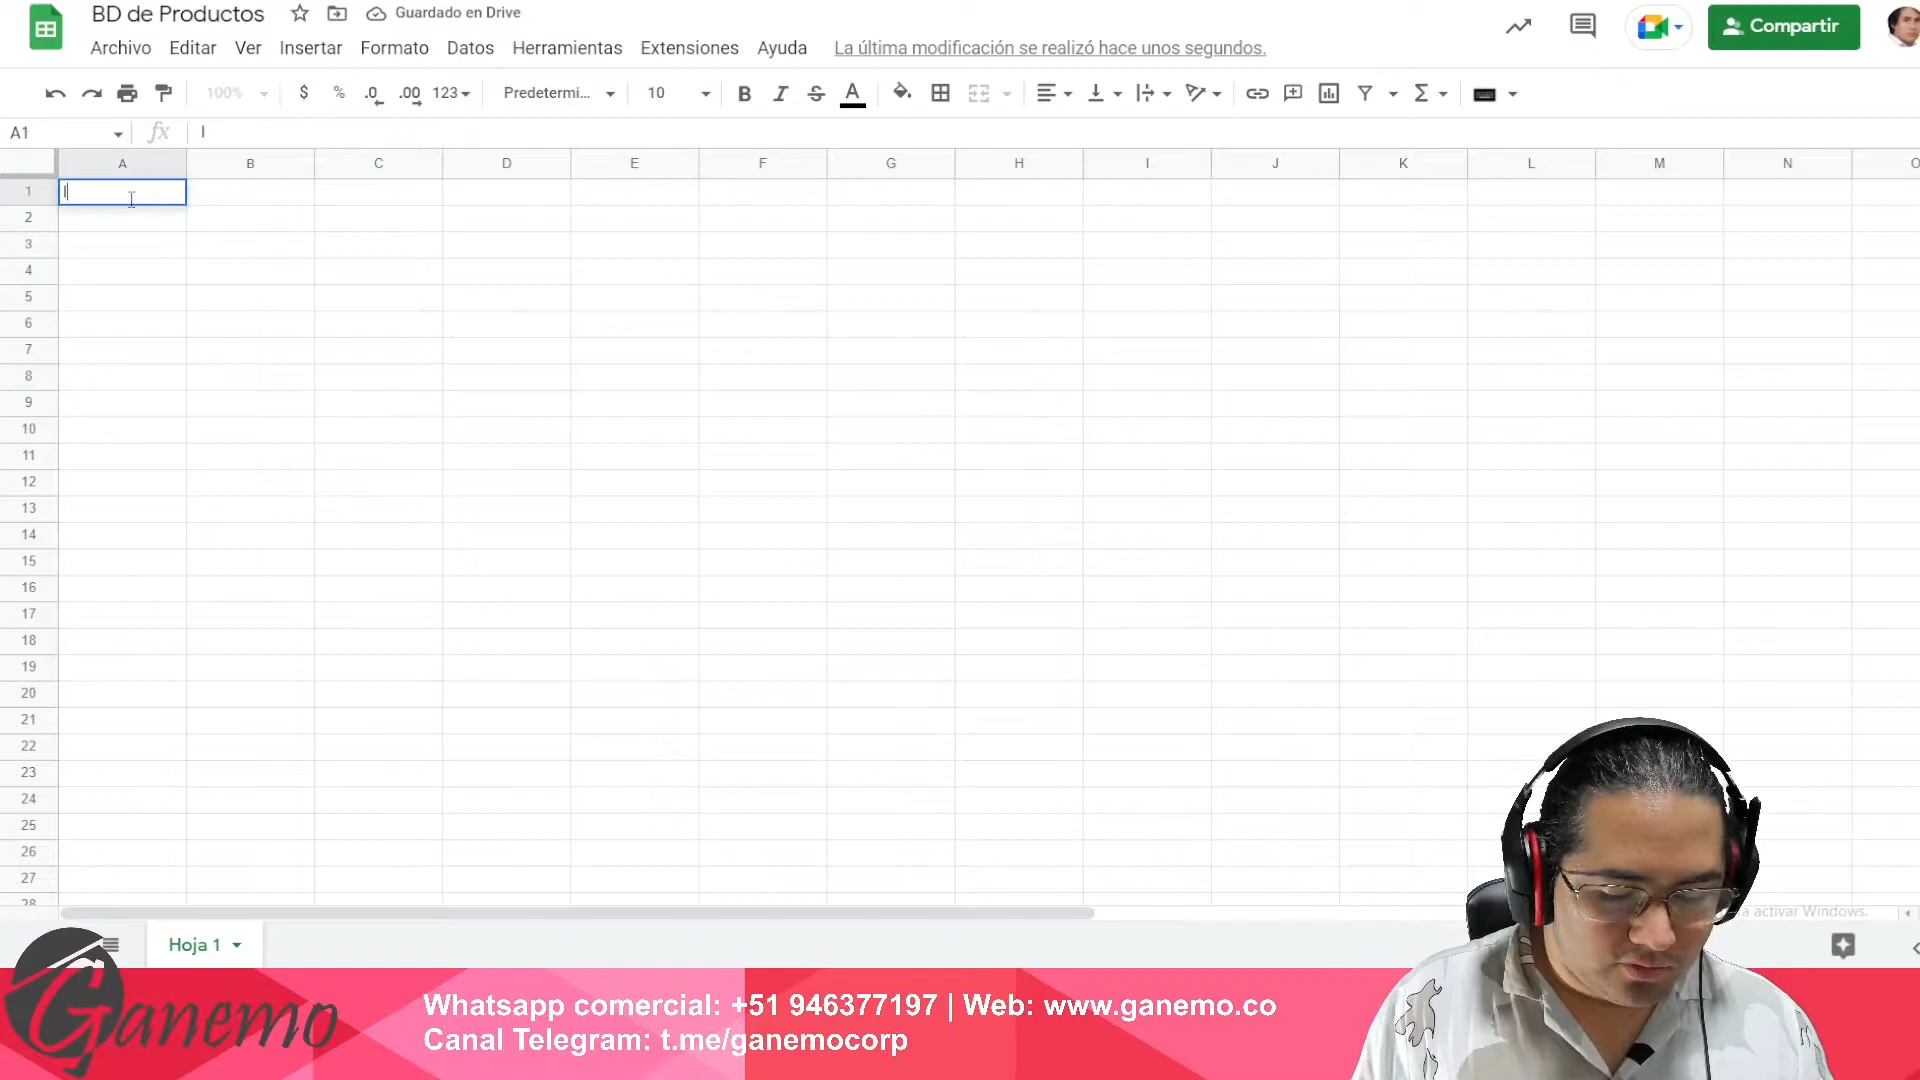 BD de Productos
Guardado en Drive
Archivo Editar Ver Insertar Formato Datos Herramientas Extensiones Ayuda La última modificación se realizó hace unos segundos.
Compartir
100% $ % .0 .00 123 Predetermi... 10 B I S A
A1 fx I
A B C D E F G H I J K L M N O
1 I
2
3
4
5
6
7
8
9
10
11
12
13
14
15
16
17
18
19
20
21
22
23
24
25
26
27
28
a activar Windows.
Hoja 1
Ganemo
Whatsapp comercial: +51 946377197 | Web: www.ganemo.co
Canal Telegram: t.me/ganemocorp